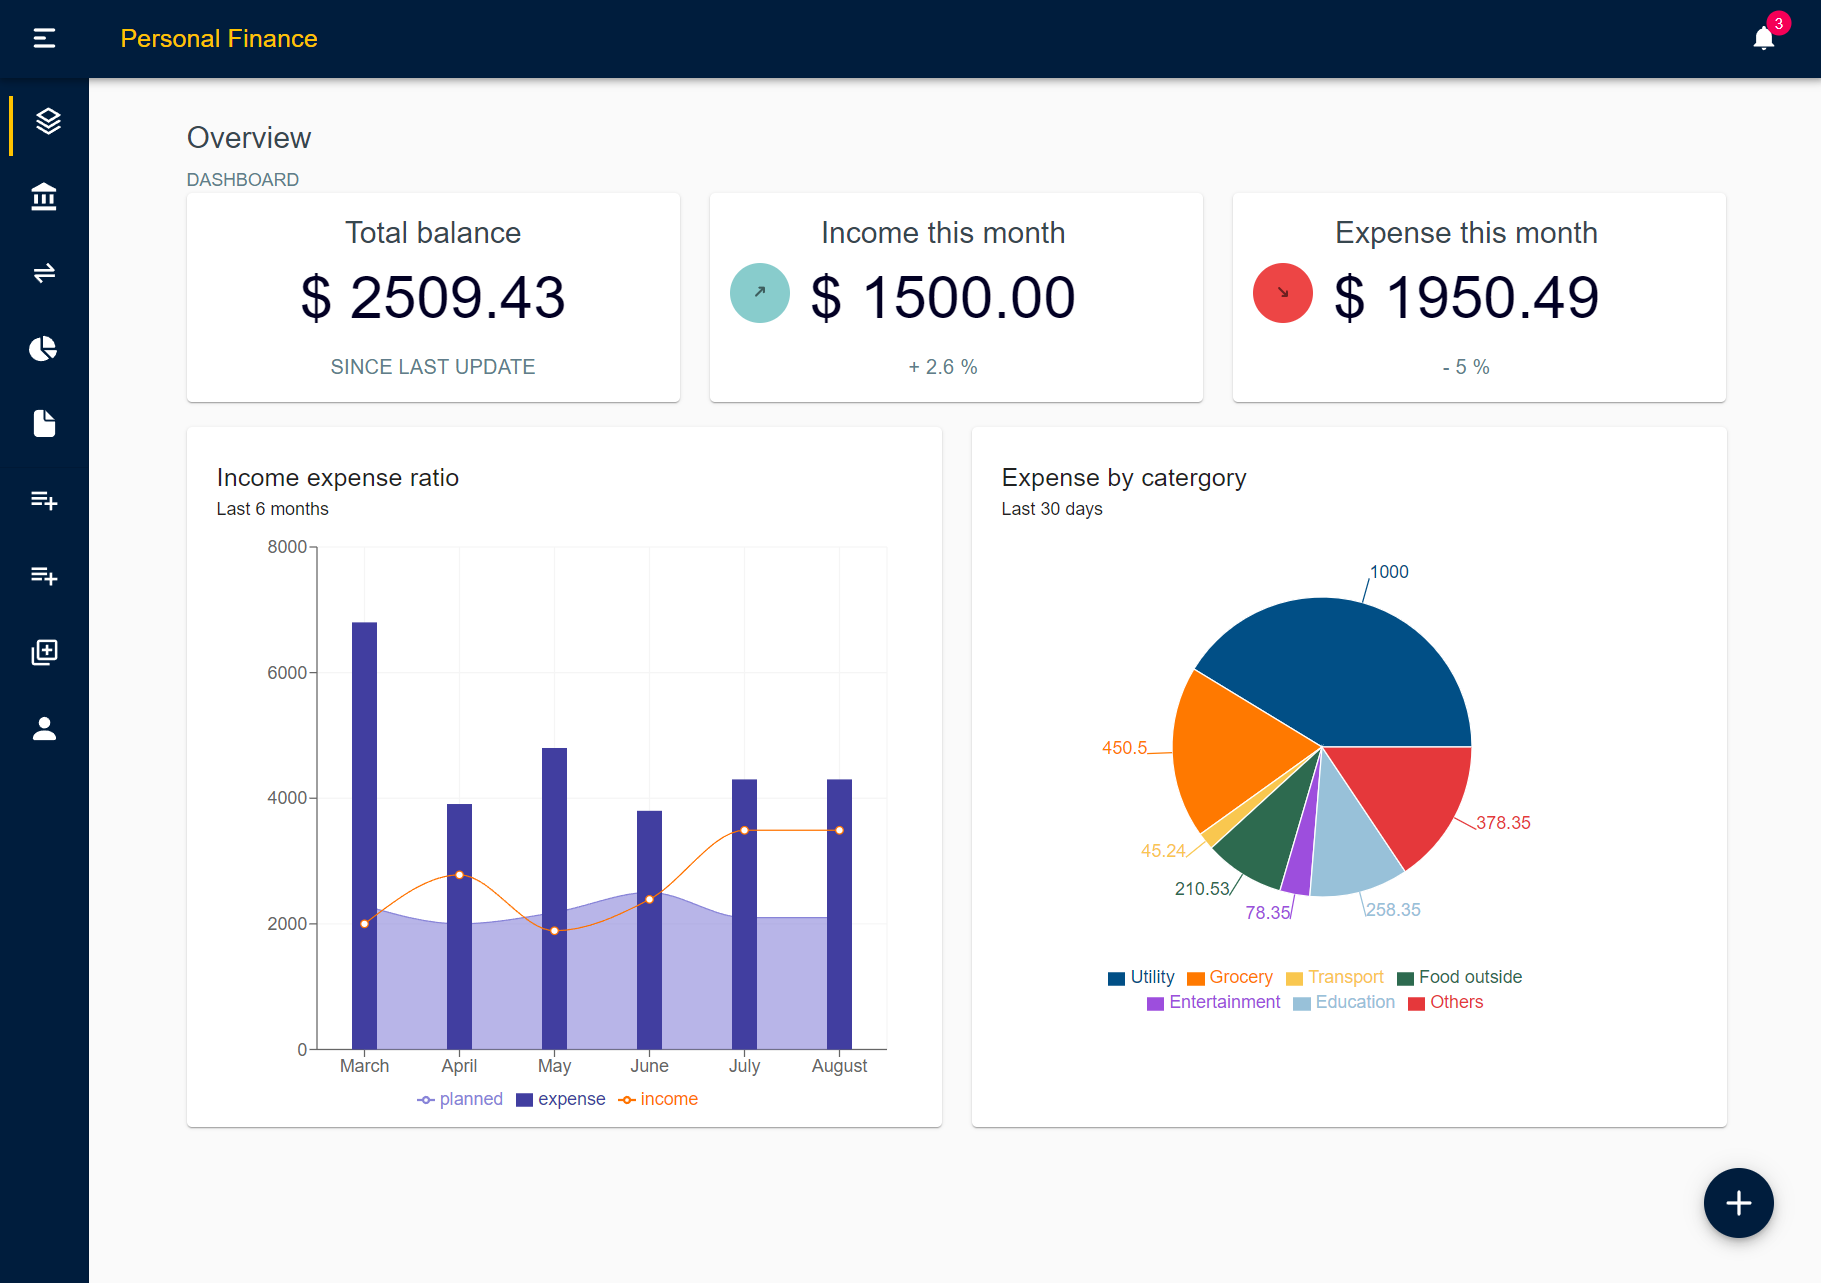 Personal Finance
3
Overview
DASHBOARD
Total balance
$ 2509.43
SINCE LAST UPDATE
Income this month
$ 1500.00
+ 2.6 %
Expense this month
$ 1950.49
- 5 %
Income expense ratio
Last 6 months
8000
6000
4000
2000
0
March April May June July August
planned expense income
Expense by catergory
Last 30 days
1000
450.5
378.35
45.24
210.53
78.35
258.35
Utility Grocery Transport Food outside
Entertainment Education Others